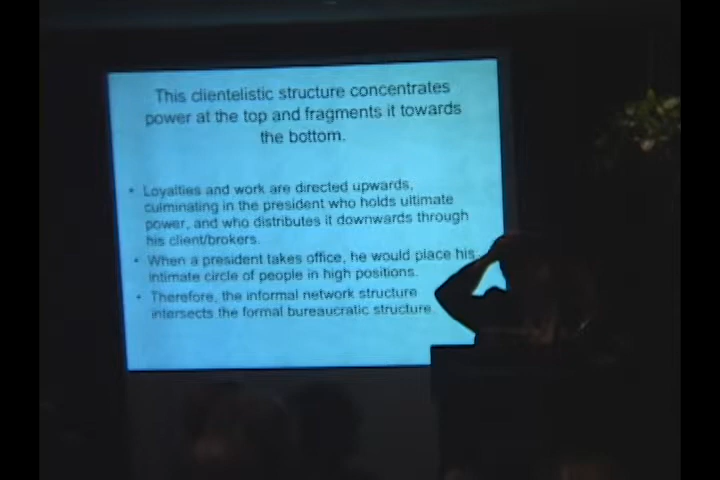 This clientelistic structure concentrates
power at the top and fragments it towards
the bottom.
• Loyalties and work are directed upwards,
culminating in the president who holds ultimate
power, and who distributes it downwards through
his client/brokers.
• When a president takes office, he would place his
intimate circle of people in high positions.
• Therefore, the informal network structure
intersects the formal bureaucratic structure